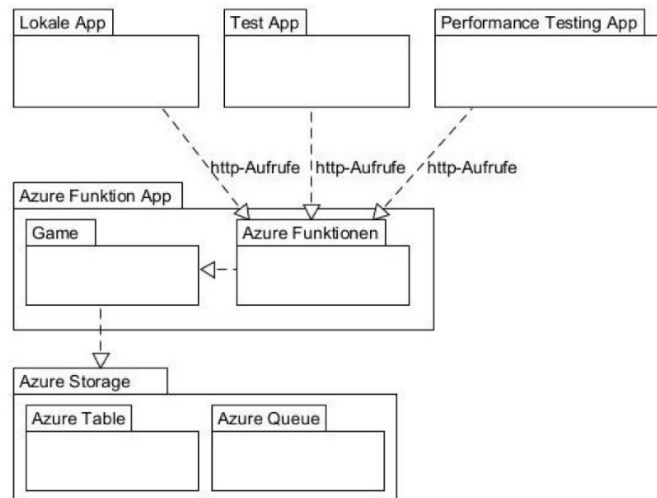 Lokale App
Test App
Performance Testing App
http-Aufrufe
http-Aufrufe
http-Aufrufe
Azure Funktion App
Game
Azure Funktionen
Azure Storage
Azure Table
Azure Queue